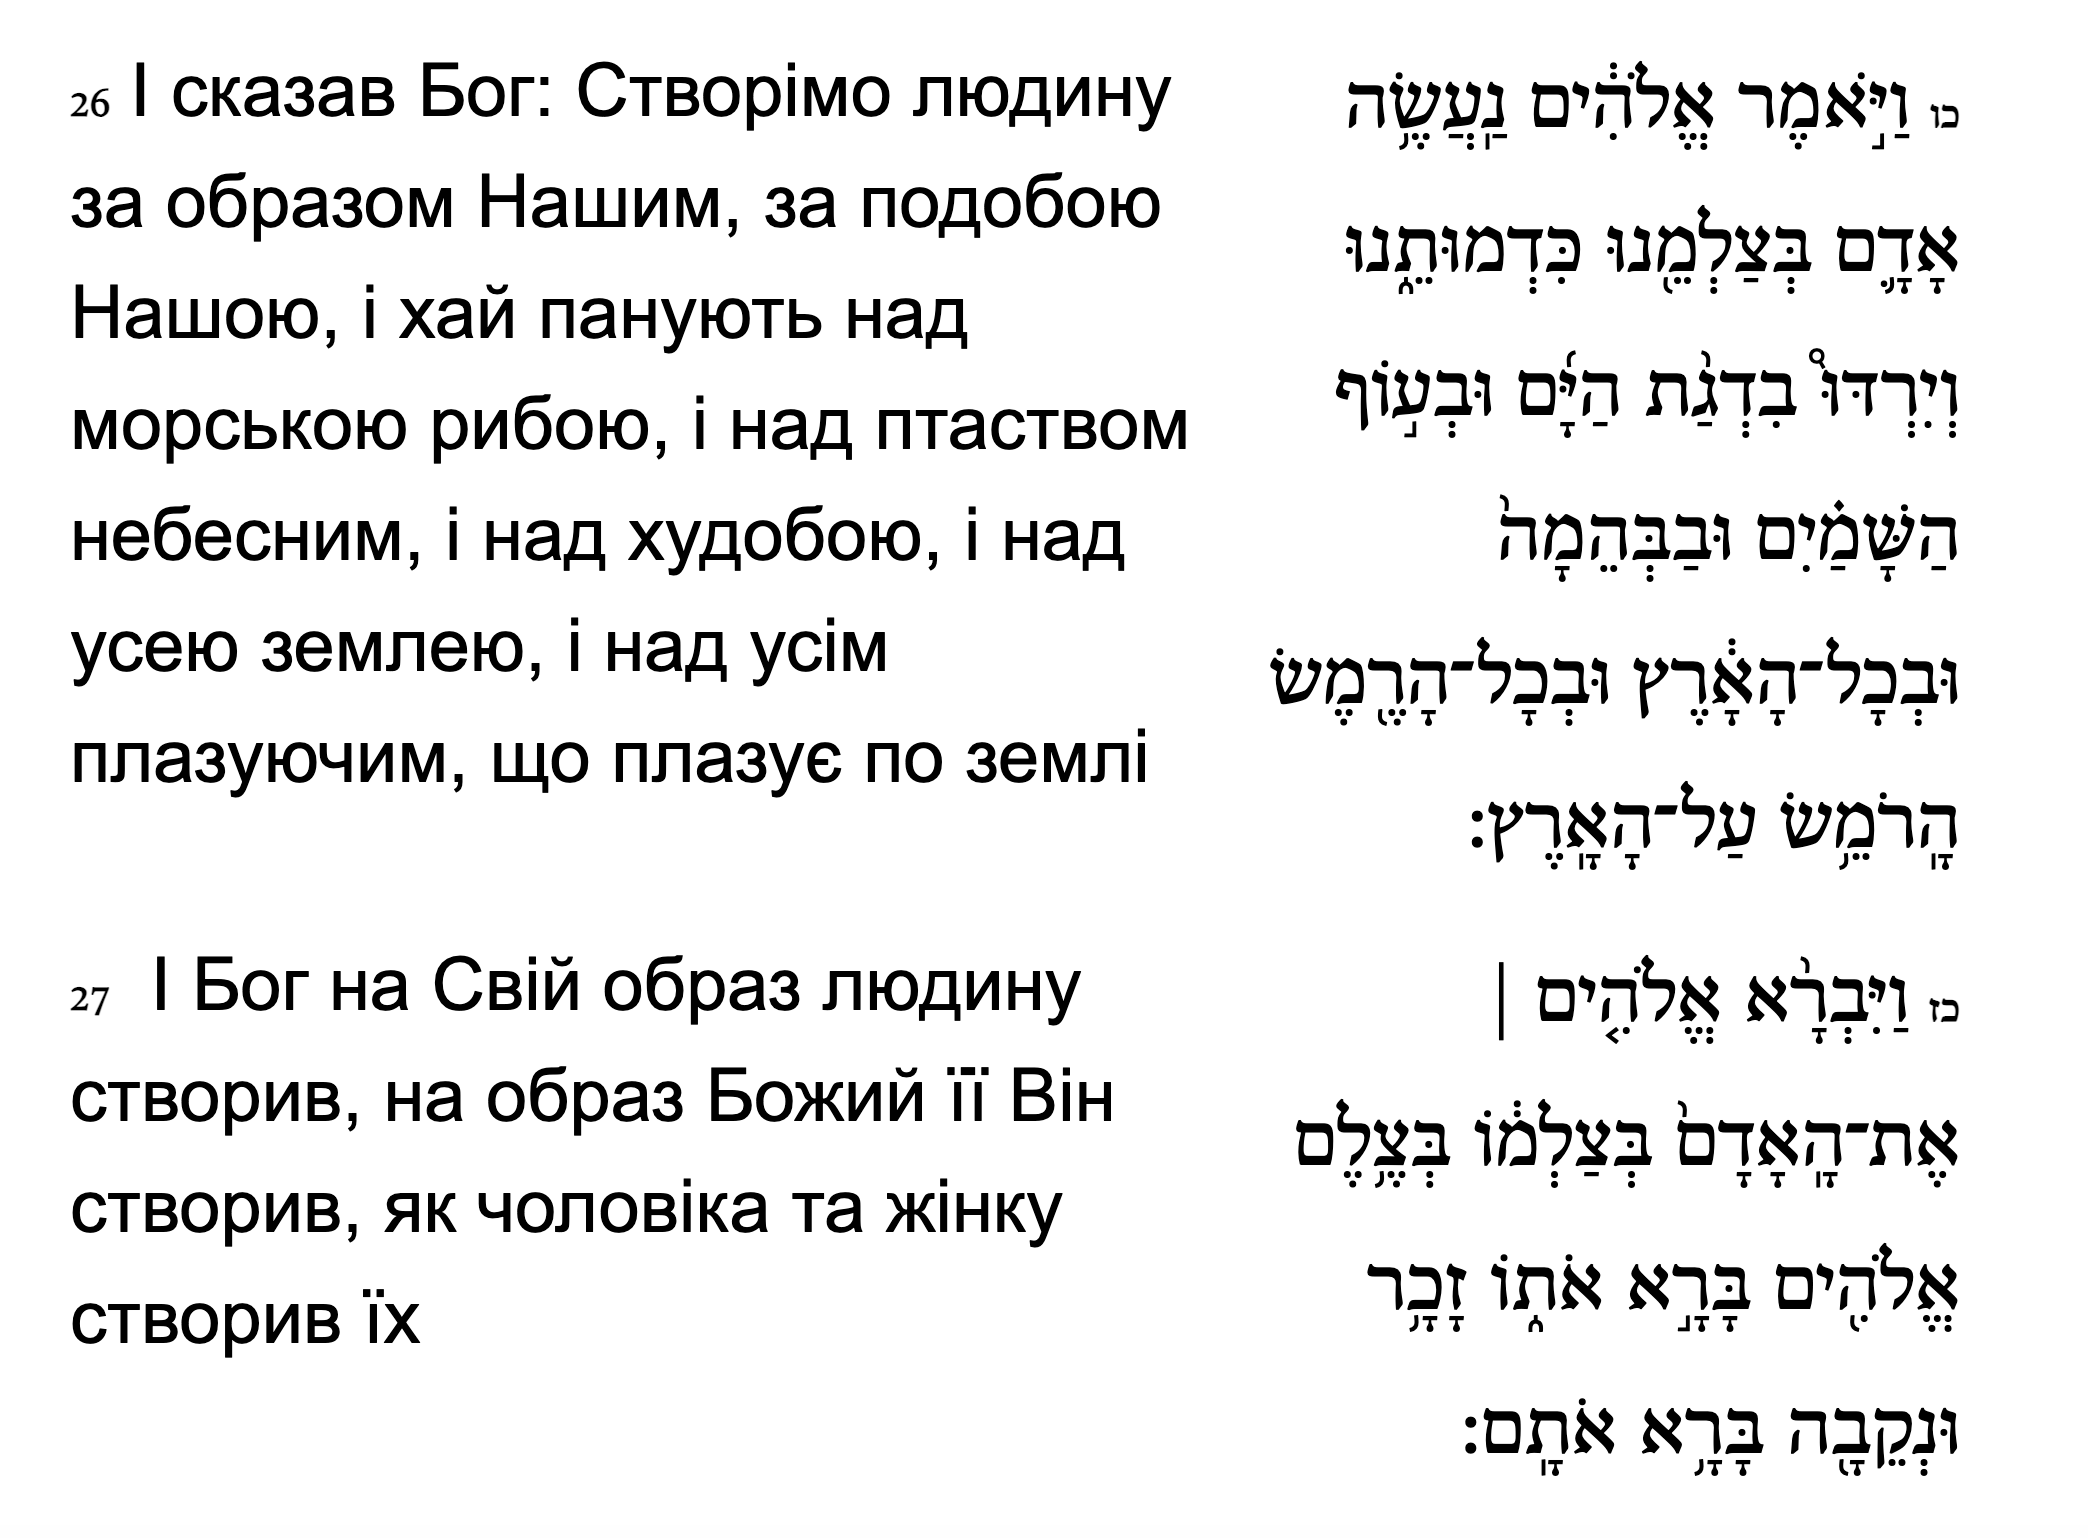 26 І сказав Бог: Створімо людину
за образом Нашим, за подобою
Нашою, і хай панують над
морською рибою, і над птаством
небесним, і над худобою, і над
усею землею, і над усім
плазуючим, що плазує по землі
27 І Бог на Свій образ людину
створив, на образ Божий її Він
створив, як чоловіка та жінку
створив їх
כו וַיֹּ֣אמֶר אֱלֹהִ֔ים נַֽעֲשֶׂ֥ה
אָדָ֛ם בְּצַלְמֵ֖נוּ כִּדְמוּתֵ֑נוּ
וְיִרְדּוּ֩ בִדְגַ֨ת הַיָּ֜ם וּבְע֣וֹף
הַשָּׁמַ֗יִם וּבַבְּהֵמָה֙
וּבְכָל־הָאָ֔רֶץ וּבְכָל־הָרֶ֖מֶשׂ
הָֽרֹמֵ֥שׂ עַל־הָאָֽרֶץ:
כז וַיִּבְרָ֨א אֱלֹהִ֤ים |
אֶת־הָֽאָדָם֙ בְּצַלְמ֔וֹ בְּצֶ֥לֶם
אֱלֹהִ֖ים בָּרָ֣א אֹת֑וֹ זָכָ֥ר
וּנְקֵבָ֖ה בָּרָ֥א אֹתָֽם: